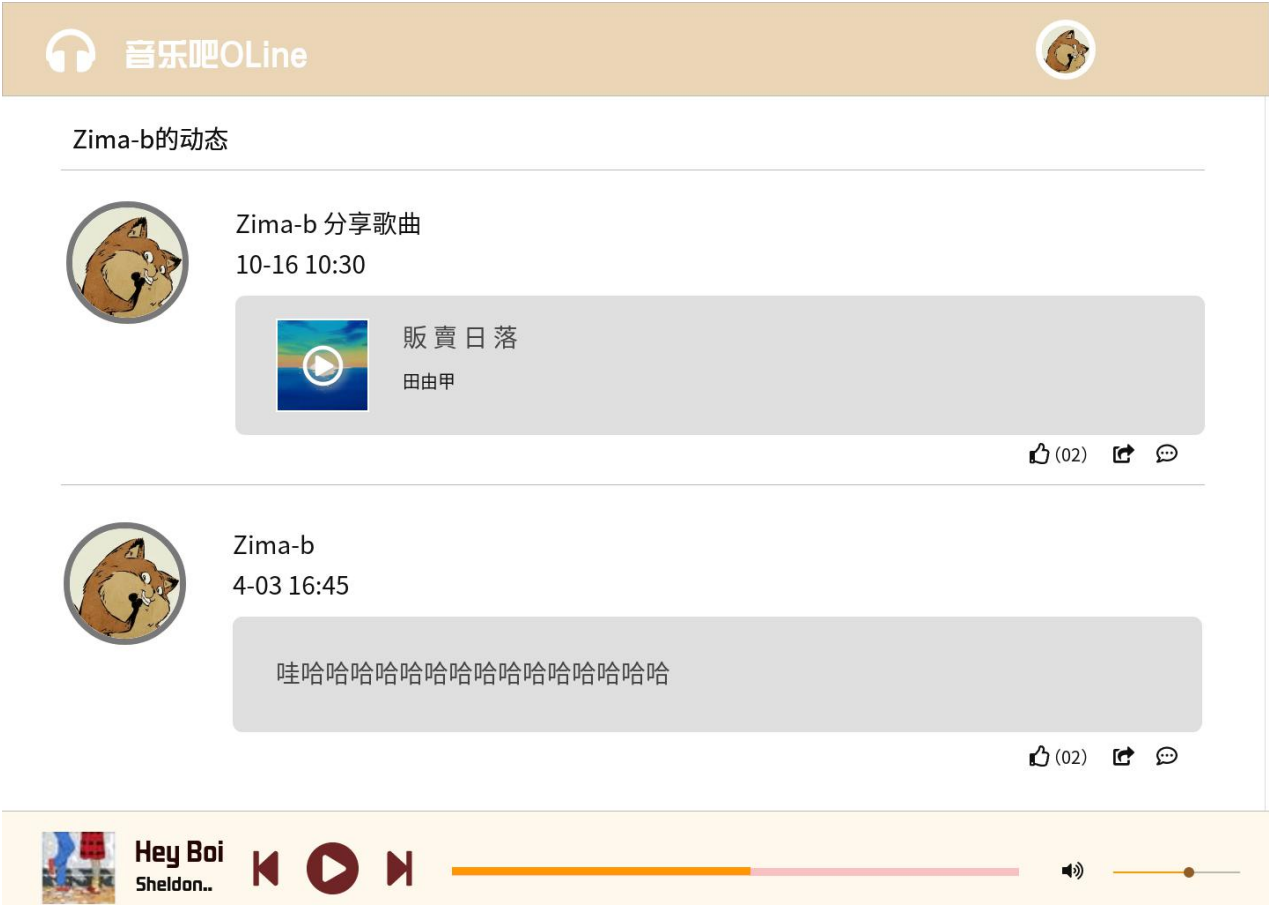 音乐吧OLine
Zima-b的动态
Zima-b 分享歌曲
10-16 10:30
販賣日落
田由甲
(02)
Zima-b
4-03 16:45
哇哈哈哈哈哈哈哈哈哈哈哈哈哈哈哈
(02)
Hey Boi
Sheldon..